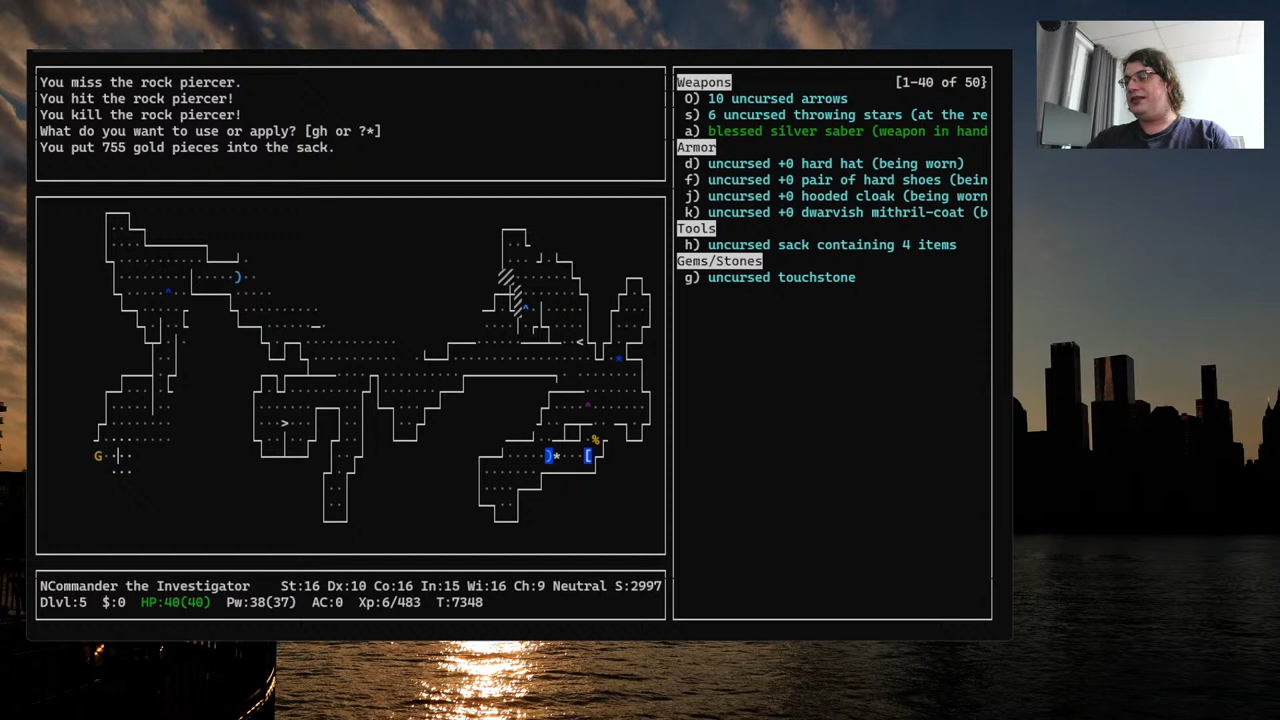 You miss the rock piercer.
You hit the rock piercer!
You kill the rock piercer!
What do you want to use or apply? [gh or ?*]
You put 755 gold pieces into the sack.
Weapons [1-40 of 50}
O) 10 uncursed arrows
s) 6 uncursed throwing stars (at the re
a) blessed silver saber (weapon in hand
Armor
d) uncursed +0 hard hat (being worn)
f) uncursed +0 pair of hard shoes (bein
j) uncursed +0 hooded cloak (being worn
k) uncursed +0 dwarvish mithril-coat (b
Tools
h) uncursed sack containing 4 items
Gems/Stones
g) uncursed touchstone
NCommander the Investigator St:16 Dx:10 Co:16 In:15 Wi:16 Ch:9 Neutral S:2997
Dlvl:5 $:0 HP:40(40) Pw:38(37) AC:0 Xp:6/483 T:7348